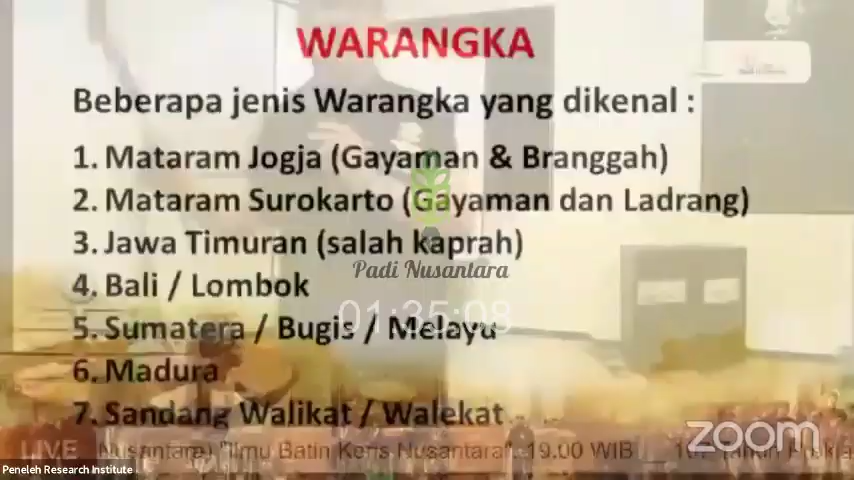 WARANGKA
Beberapa jenis Warangka yang dikenal :
1. Mataram Jogja (Gayaman & Branggah)
2. Mataram Surokarto (Gayaman dan Ladrang)
3. Jawa Timuran (salah kaprah)
4. Bali / Lombok
Padi Nusantara
01:35:08
5. Sumatera / Bugis / Melayu
6. Madura
7. Sandang Walikat / Walekat
zoom
LIVE Nusantara) "Ilmu Batin Keris Nusantara", 19.00 WIB
Peneleh Research Institute